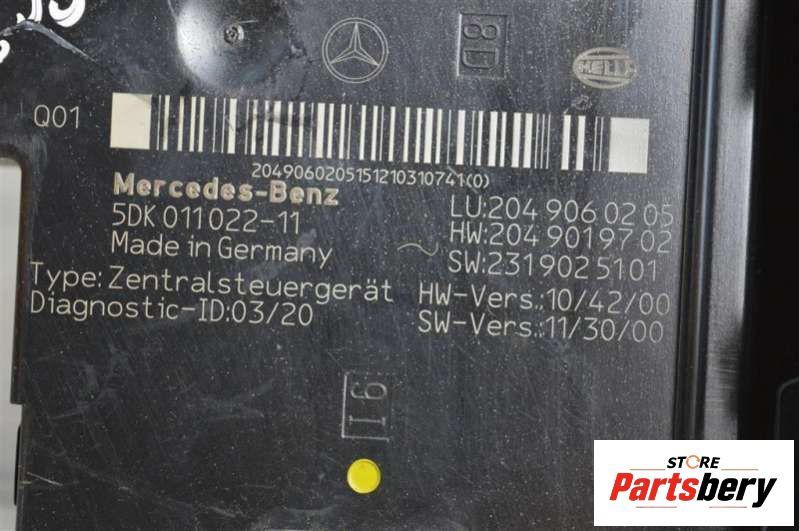 8D
HELLA
Q01
2049060205151210310741(0)
Mercedes-Benz
5DK 011 022-11
Made in Germany
LU:204 906 02 05
HW:204 901 97 02
SW:231 902 51 01
Type: Zentralsteuergerät
Diagnostic-ID:03/20
HW-Vers.:10/42/00
SW-Vers.:11/30/00
STORE
Partsbery